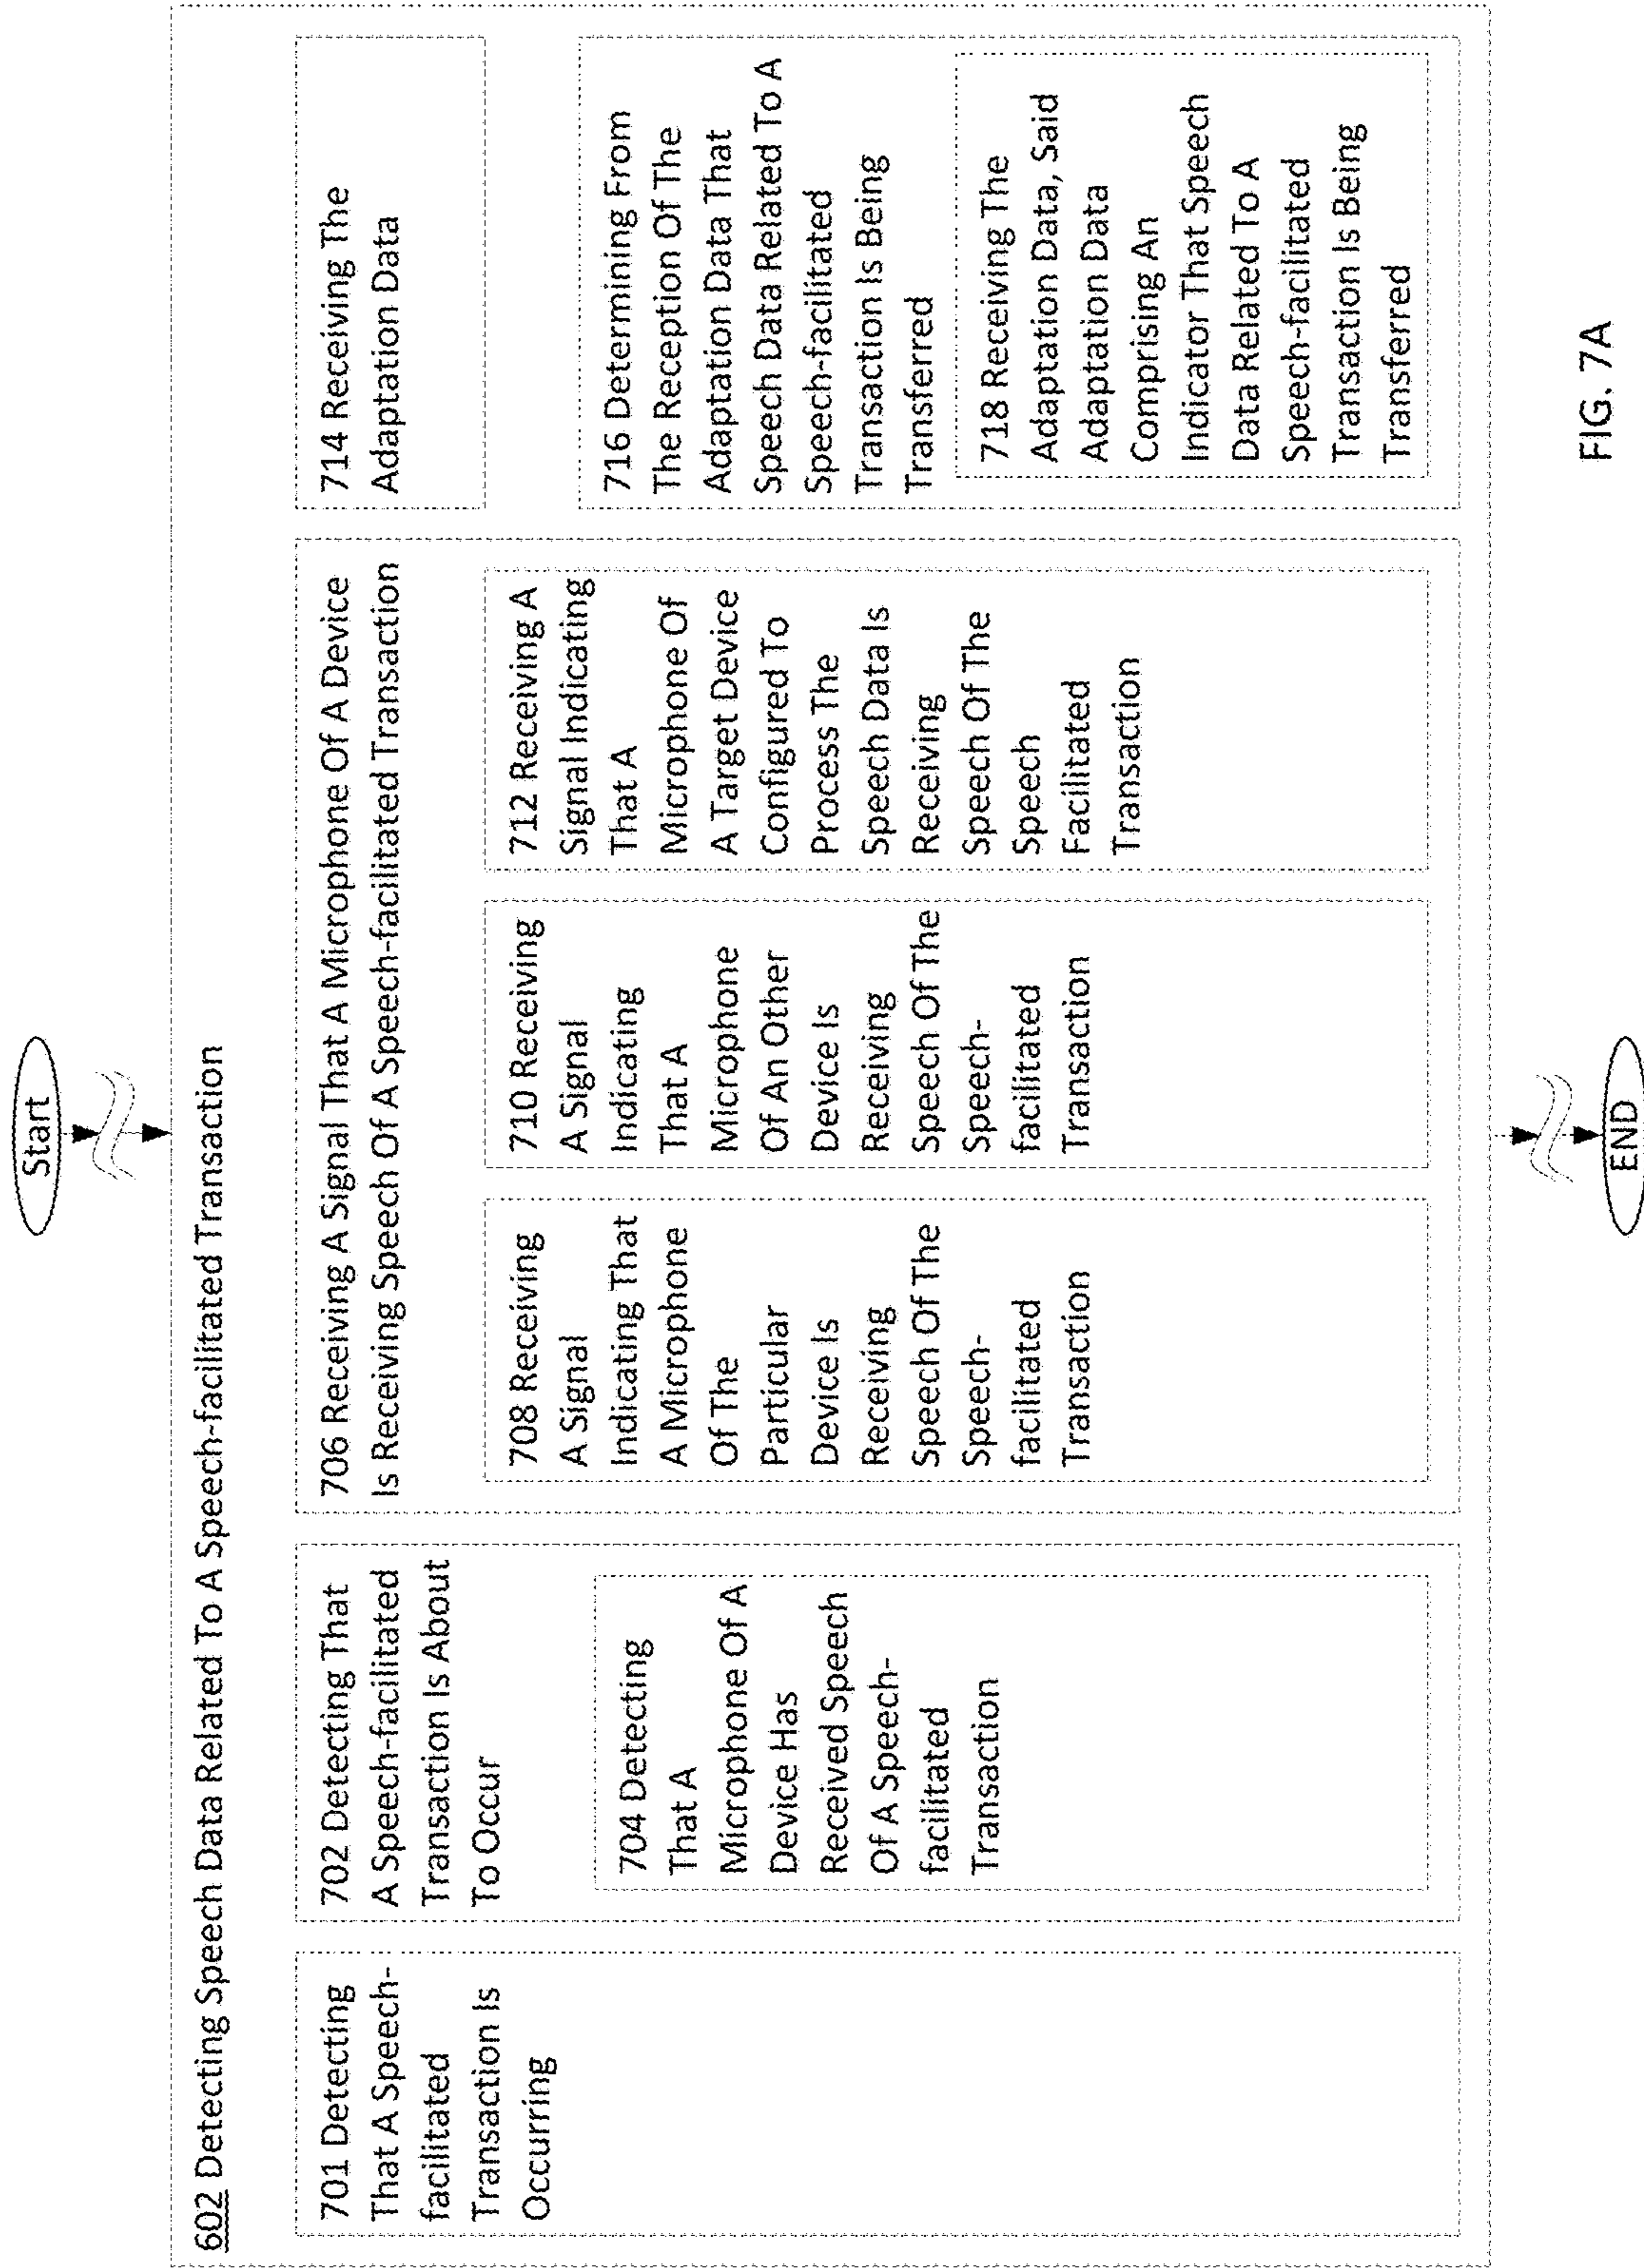 Start
602 Detecting Speech Data Related To A Speech-facilitated Transaction
701 Detecting
That A Speech-
facilitated
Transaction Is
Occurring
702 Detecting That
A Speech-facilitated
Transaction Is About
To Occur
704 Detecting
That A
Microphone Of A
Device Has
Received Speech
Of A Speech-
facilitated
Transaction
706 Receiving A Signal That A Microphone Of A Device
Is Receiving Speech Of A Speech-facilitated Transaction
708 Receiving
A Signal
Indicating That
A Microphone
Of The
Particular
Device Is
Receiving
Speech Of The
Speech-
facilitated
Transaction
710 Receiving
A Signal
Indicating
That A
Microphone
Of An Other
Device Is
Receiving
Speech Of The
Speech-
facilitated
Transaction
712 Receiving A
Signal Indicating
That A
Microphone Of
A Target Device
Configured To
Process The
Speech Data Is
Receiving
Speech Of The
Speech
Facilitated
Transaction
714 Receiving The
Adaptation Data
716 Determining From
The Reception Of The
Adaptation Data That
Speech Data Related To A
Speech-facilitated
Transaction Is Being
Transferred
718 Receiving The
Adaptation Data, Said
Adaptation Data
Comprising An
Indicator That Speech
Data Related To A
Speech-facilitated
Transaction Is Being
Transferred
END
FIG. 7A